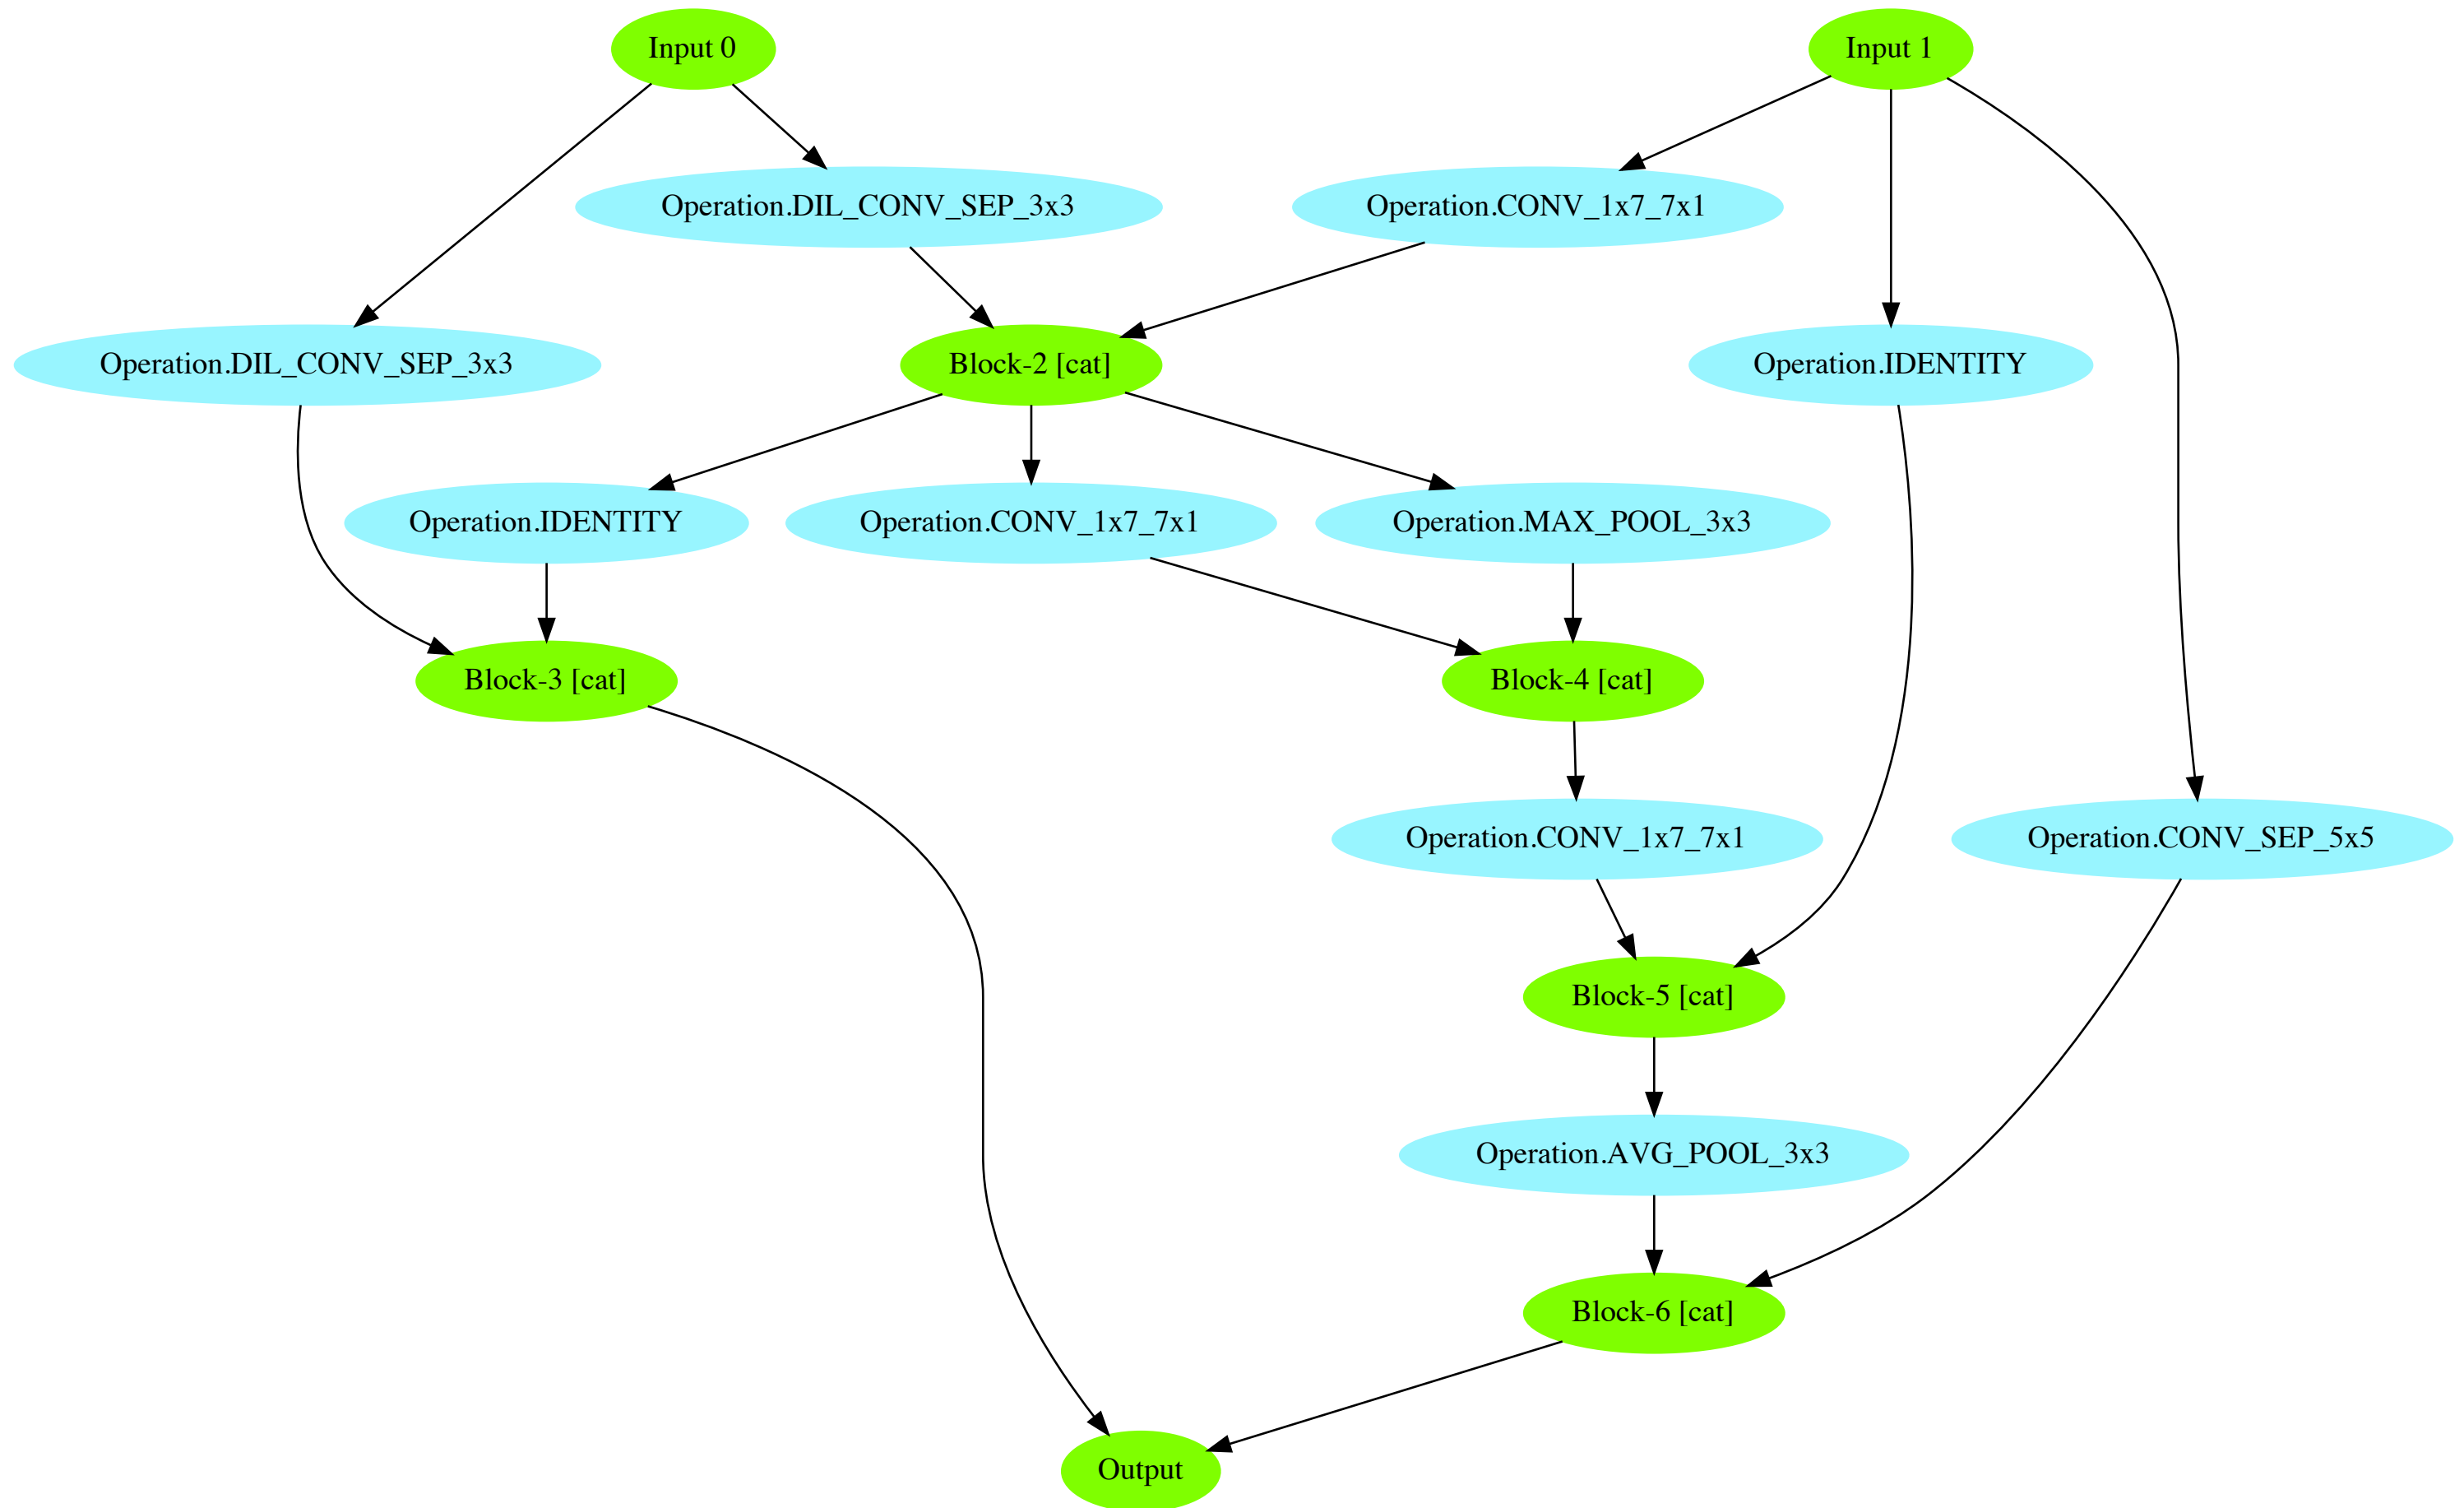 Input 0
Input 1
Operation.DIL_CONV_SEP_3x3
Operation.CONV_1x7_7x1
Operation.DIL_CONV_SEP_3x3
Block-2 [cat]
Operation.IDENTITY
Operation.IDENTITY
Operation.CONV_1x7_7x1
Operation.MAX_POOL_3x3
Block-3 [cat]
Block-4 [cat]
Operation.CONV_1x7_7x1
Operation.CONV_SEP_5x5
Block-5 [cat]
Operation.AVG_POOL_3x3
Block-6 [cat]
Output